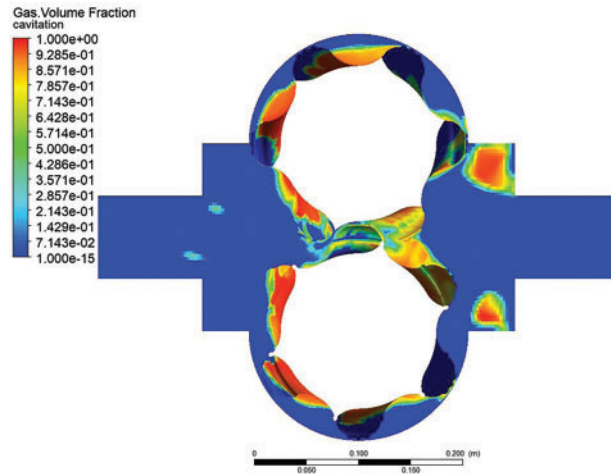 Gas.Volume Fraction
cavitation
1.000e+00
9.285e-01
8.571e-01
7.857e-01
7.143e-01
6.428e-01
5.714e-01
5.000e-01
4.286e-01
3.571e-01
2.857e-01
2.143e-01
1.429e-01
7.143e-02
1.000e-15
0 0.100 0.200 (m)
0.050 0.150